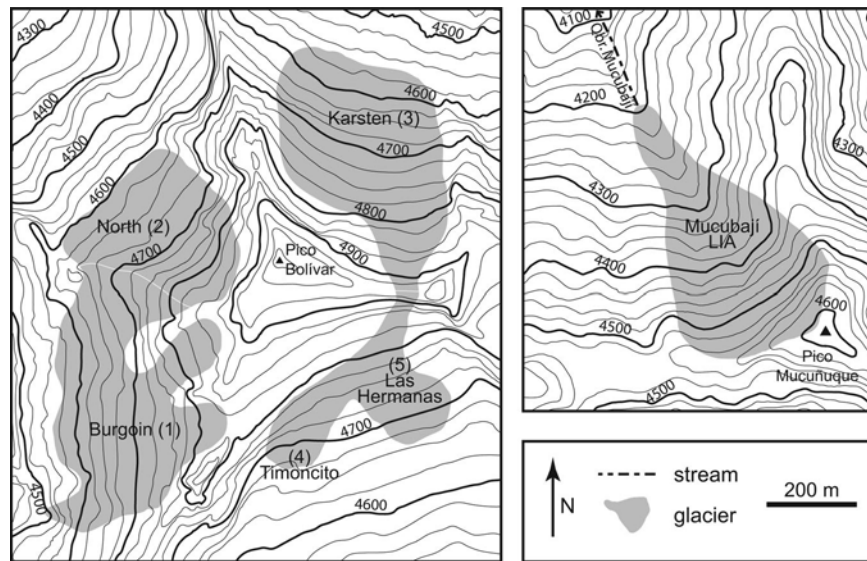 4300
4400
4500
4600
North (2)
4700
Burgoin (1)
4500
4500
4600
Karsten (3)
4700
4800
4900
Pico
Bolívar
(5)
Las
Hermanas
4700
(4)
Timoncito
4600
4100
Qbr. Mucubají
4200
4300
4300
Mucubají
LIA
4400
4500
4600
Pico
Mucuñuque
4500
N
stream
glacier
200 m